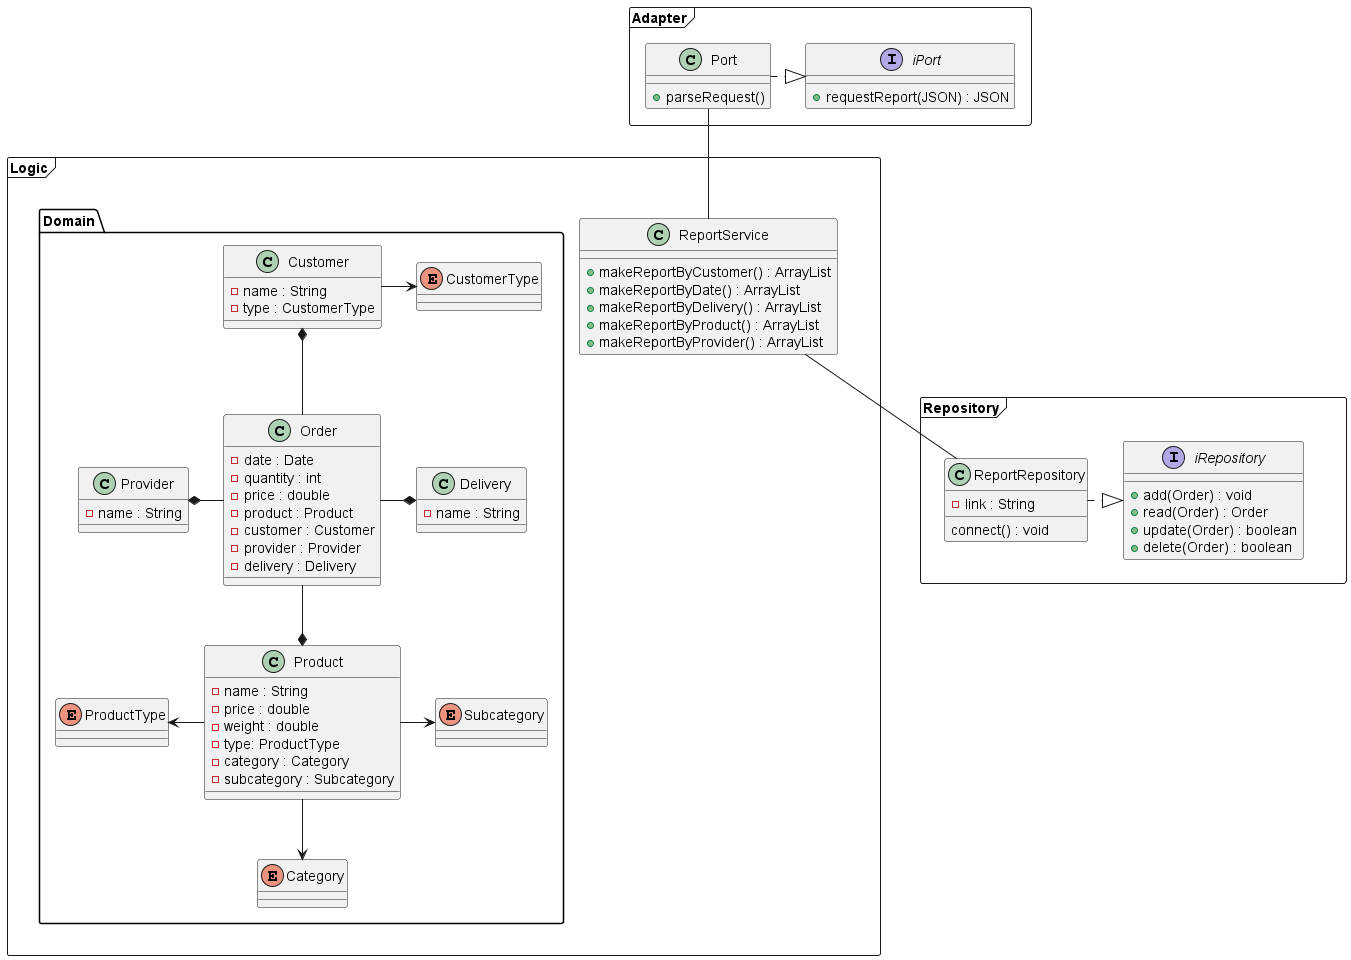 Adapter
C Port
parseRequest()
I iPort
requestReport(JSON) : JSON
Logic
Domain
C Customer
name : String
type : CustomerType
E CustomerType
C ReportService
makeReportByCustomer() : ArrayList
makeReportByDate() : ArrayList
makeReportByDelivery() : ArrayList
makeReportByProduct() : ArrayList
makeReportByProvider() : ArrayList
C Order
date : Date
quantity : int
price : double
product : Product
customer : Customer
provider : Provider
delivery : Delivery
C Provider
name : String
C Delivery
name : String
Repository
C ReportRepository
link : String
connect() : void
I iRepository
add(Order) : void
read(Order) : Order
update(Order) : boolean
delete(Order) : boolean
C Product
name : String
price : double
weight : double
type: ProductType
category : Category
subcategory : Subcategory
E ProductType
E Subcategory
E Category